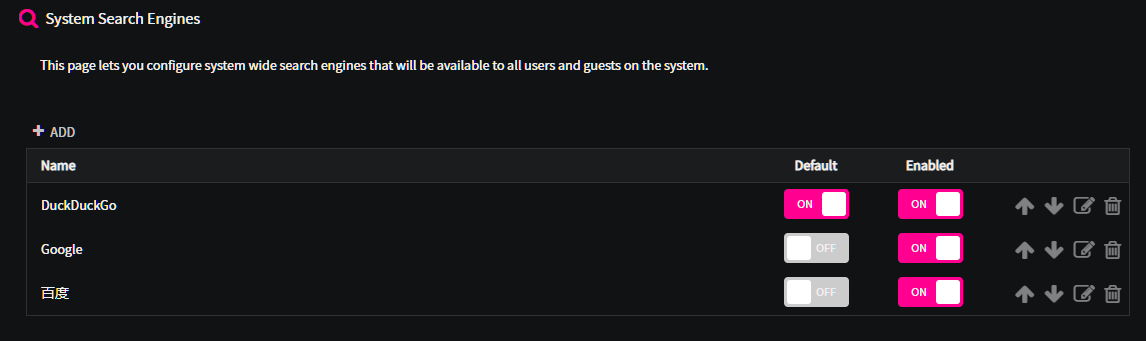 System Search Engines
This page lets you configure system wide search engines that will be available to all users and guests on the system.
ADD
Name Default Enabled
DuckDuckGo ON ON
Google OFF ON
百度 OFF ON